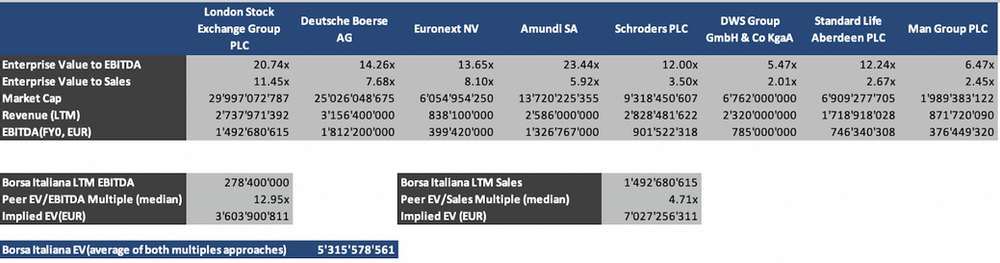 London Stock Exchange Group PLC Deutsche Boerse AG Euronext NV Amundi SA Schroders PLC DWS Group GmbH & Co KgaA Standard Life Aberdeen PLC Man Group PLC
Enterprise Value to EBITDA 20.74x 14.26x 13.65x 23.44x 12.00x 5.47x 12.24x 6.47x
Enterprise Value to Sales 11.45x 7.68x 8.10x 5.92x 3.50x 2.01x 2.67x 2.45x
Market Cap 29'997'072'787 25'026'048'675 6'054'954'250 13'720'225'355 9'318'450'607 6'762'000'000 6'909'277'705 1'989'383'122
Revenue (LTM) 2'737'971'392 3'156'400'000 838'100'000 2'586'000'000 2'828'481'622 2'320'000'000 1'718'918'028 871'720'090
EBITDA(FY0, EUR) 1'492'680'615 1'812'200'000 399'420'000 1'326'767'000 901'522'318 785'000'000 746'340'308 376'449'320
Borsa Italiana LTM EBITDA 278'400'000 Borsa Italiana LTM Sales 1'492'680'615
Peer EV/EBITDA Multiple (median) 12.95x Peer EV/Sales Multiple (median) 4.71x
Implied EV(EUR) 3'603'900'811 Implied EV (EUR) 7'027'256'311
Borsa Italiana EV(average of both multiples approaches) 5'315'578'561